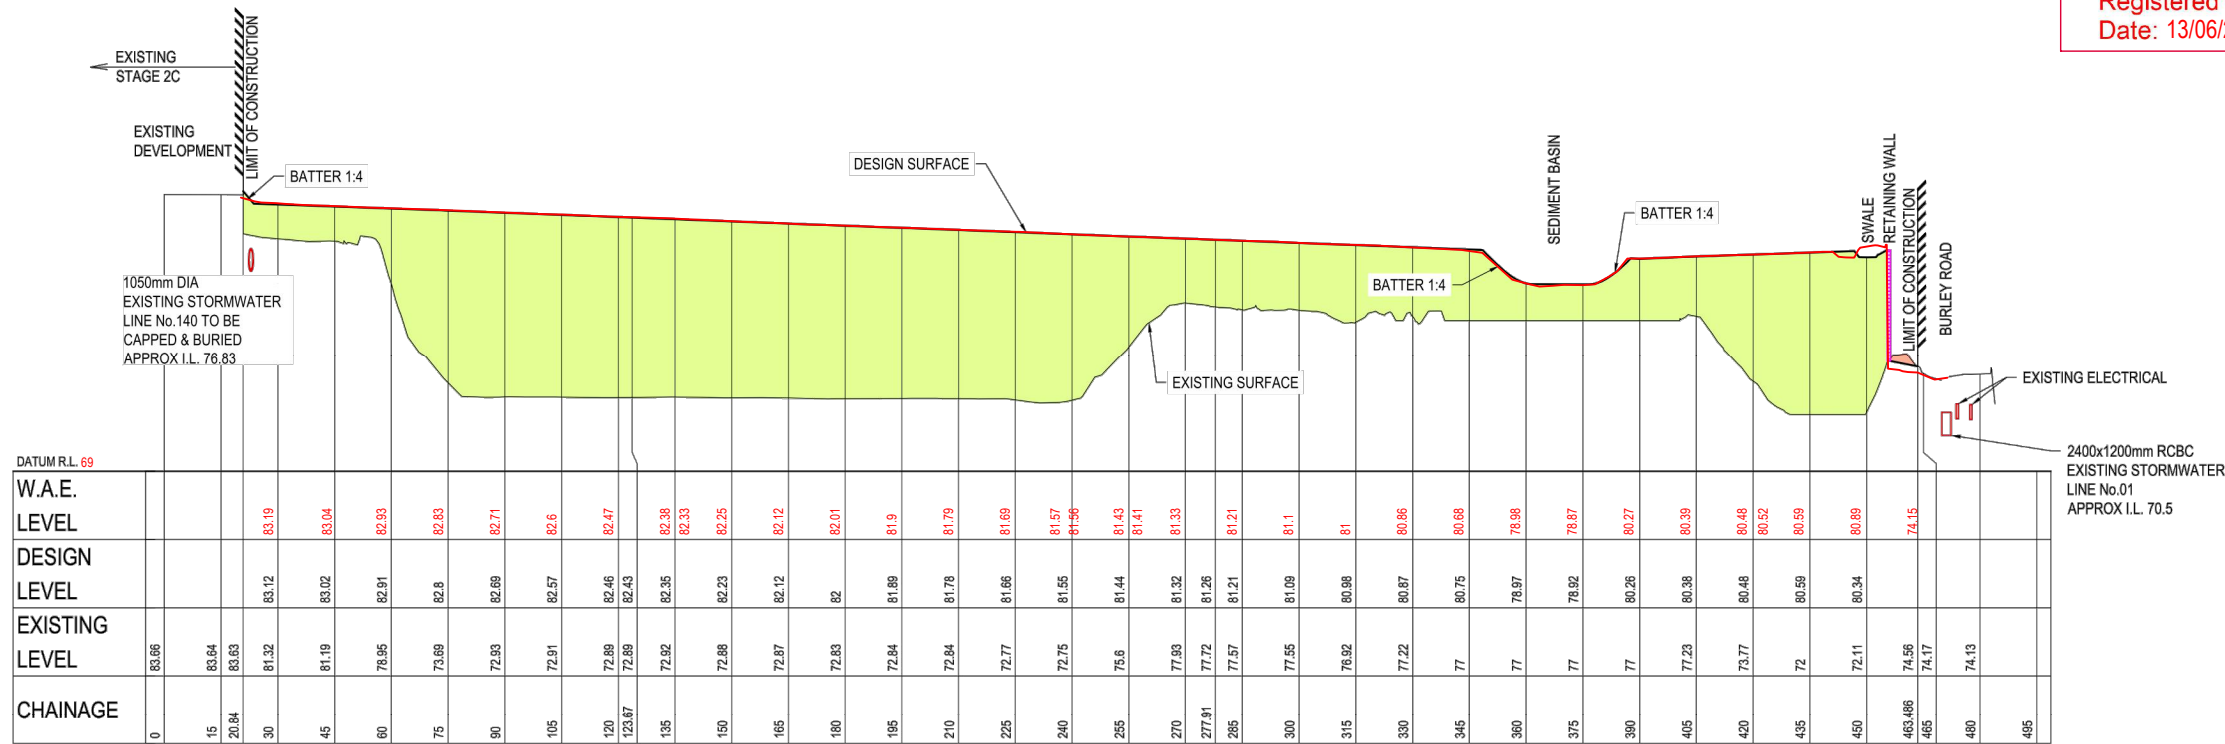 Registered
Date: 13/06/
EXISTING
STAGE 2C
LIMIT OF CONSTRUCTION
EXISTING
DEVELOPMENT
BATTER 1:4
DESIGN SURFACE
SEDIMENT BASIN
BATTER 1:4
SWALE
RETAINING WALL
LIMIT OF CONSTRUCTION
BURLEY ROAD
1050mm DIA
EXISTING STORMWATER
LINE No.140 TO BE
CAPPED & BURIED
APPROX I.L. 76.83
BATTER 1:4
EXISTING SURFACE
EXISTING ELECTRICAL
2400x1200mm RCBC
EXISTING STORMWATER
LINE No.01
APPROX I.L. 70.5
DATUM R.L. 69
W.A.E.
LEVEL
83.19 83.04 82.93 82.83 82.71 82.6 82.47 82.38 82.33 82.25 82.12 82.01 81.9 81.79 81.69 81.57 81.56 81.43 81.41 81.33 81.21 81.1 81 80.86 80.68 78.98 78.87 80.27 80.39 80.48 80.52 80.59 80.89 74.15
DESIGN
LEVEL
83.12 83.02 82.91 82.8 82.69 82.57 82.46 82.43 82.35 82.23 82.12 82 81.89 81.78 81.66 81.55 81.44 81.32 81.26 81.21 81.09 80.98 80.87 80.75 78.97 78.92 80.26 80.38 80.48 80.59 80.34
EXISTING
LEVEL
83.66 83.64 83.63 81.32 81.19 78.95 73.69 72.93 72.91 72.89 72.89 72.92 72.88 72.87 72.83 72.84 72.84 72.77 72.75 75.6 77.93 77.72 77.57 77.55 76.92 77.22 77 77 77 77 77.23 73.77 72 72.11 74.56 74.17 74.13
CHAINAGE
0 15 20.84 30 45 60 75 90 105 120 123.67 135 150 165 180 195 210 225 240 255 270 277.91 285 300 315 330 345 360 375 390 405 420 435 450 463.486 465 480 495